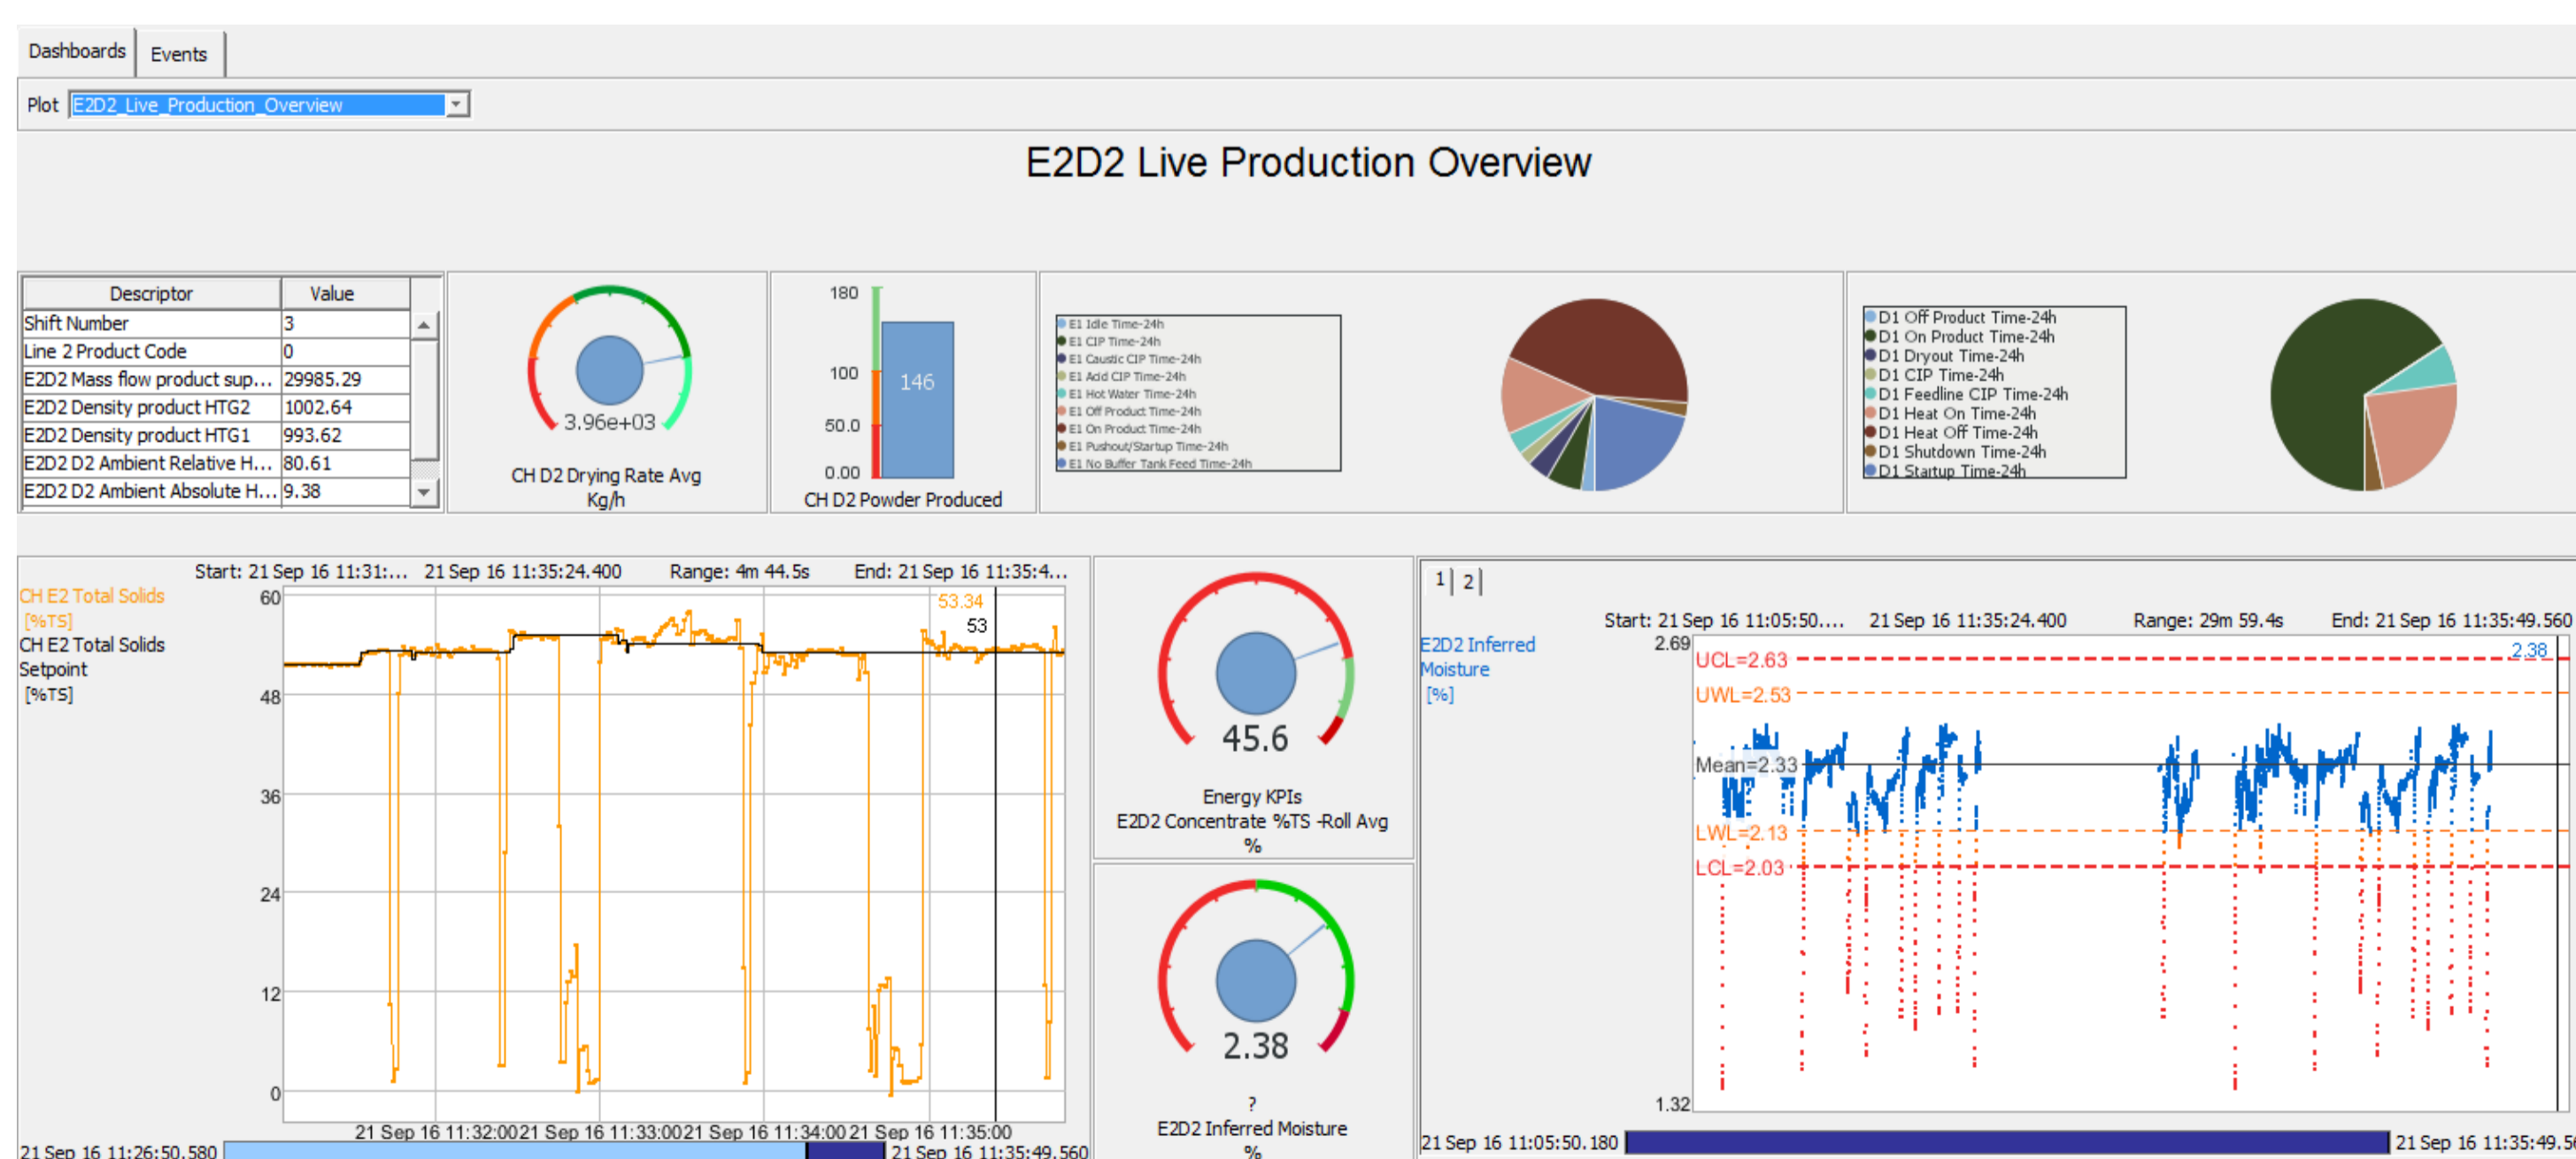 Dashboards Events
Plot E2D2_Live_Production_Overview
E2D2 Live Production Overview
Descriptor Value
Shift Number 3
Line 2 Product Code 0
E2D2 Mass flow product sup... 29985.29
E2D2 Density product HTG2 1002.64
E2D2 Density product HTG1 993.62
E2D2 D2 Ambient Relative H... 80.61
E2D2 D2 Ambient Absolute H... 9.38
3.96e+03
CH D2 Drying Rate Avg
Kg/h
180
100
50.0
0.00
146
CH D2 Powder Produced
E1 Idle Time-24h
E1 CIP Time-24h
E1 Caustic CIP Time-24h
E1 Acid CIP Time-24h
E1 Hot Water Time-24h
E1 Off Product Time-24h
E1 On Product Time-24h
E1 Pushout/Startup Time-24h
E1 No Buffer Tank Feed Time-24h
D1 Off Product Time-24h
D1 On Product Time-24h
D1 Dryout Time-24h
D1 CIP Time-24h
D1 Feedline CIP Time-24h
D1 Heat On Time-24h
D1 Heat Off Time-24h
D1 Shutdown Time-24h
D1 Startup Time-24h
Start: 21 Sep 16 11:31:... 21 Sep 16 11:35:24.400 Range: 4m 44.5s End: 21 Sep 16 11:35:4...
CH E2 Total Solids
[%TS]
CH E2 Total Solids
Setpoint
[%TS]
60
48
36
24
12
0
53.34
53
21 Sep 16 11:32:00 21 Sep 16 11:33:00 21 Sep 16 11:34:00 21 Sep 16 11:35:00
21 Sep 16 11:26:50.580 21 Sep 16 11:35:49.560
45.6
Energy KPIs
E2D2 Concentrate %TS -Roll Avg
%
2.38
?
E2D2 Inferred Moisture
%
1 2
Start: 21 Sep 16 11:05:50.... 21 Sep 16 11:35:24.400 Range: 29m 59.4s End: 21 Sep 16 11:35:49.560
E2D2 Inferred
Moisture
[%]
2.69
2.38
UCL=2.63
UWL=2.53
Mean=2.33
LWL=2.13
LCL=2.03
1.32
21 Sep 16 11:05:50.180 21 Sep 16 11:35:49.5